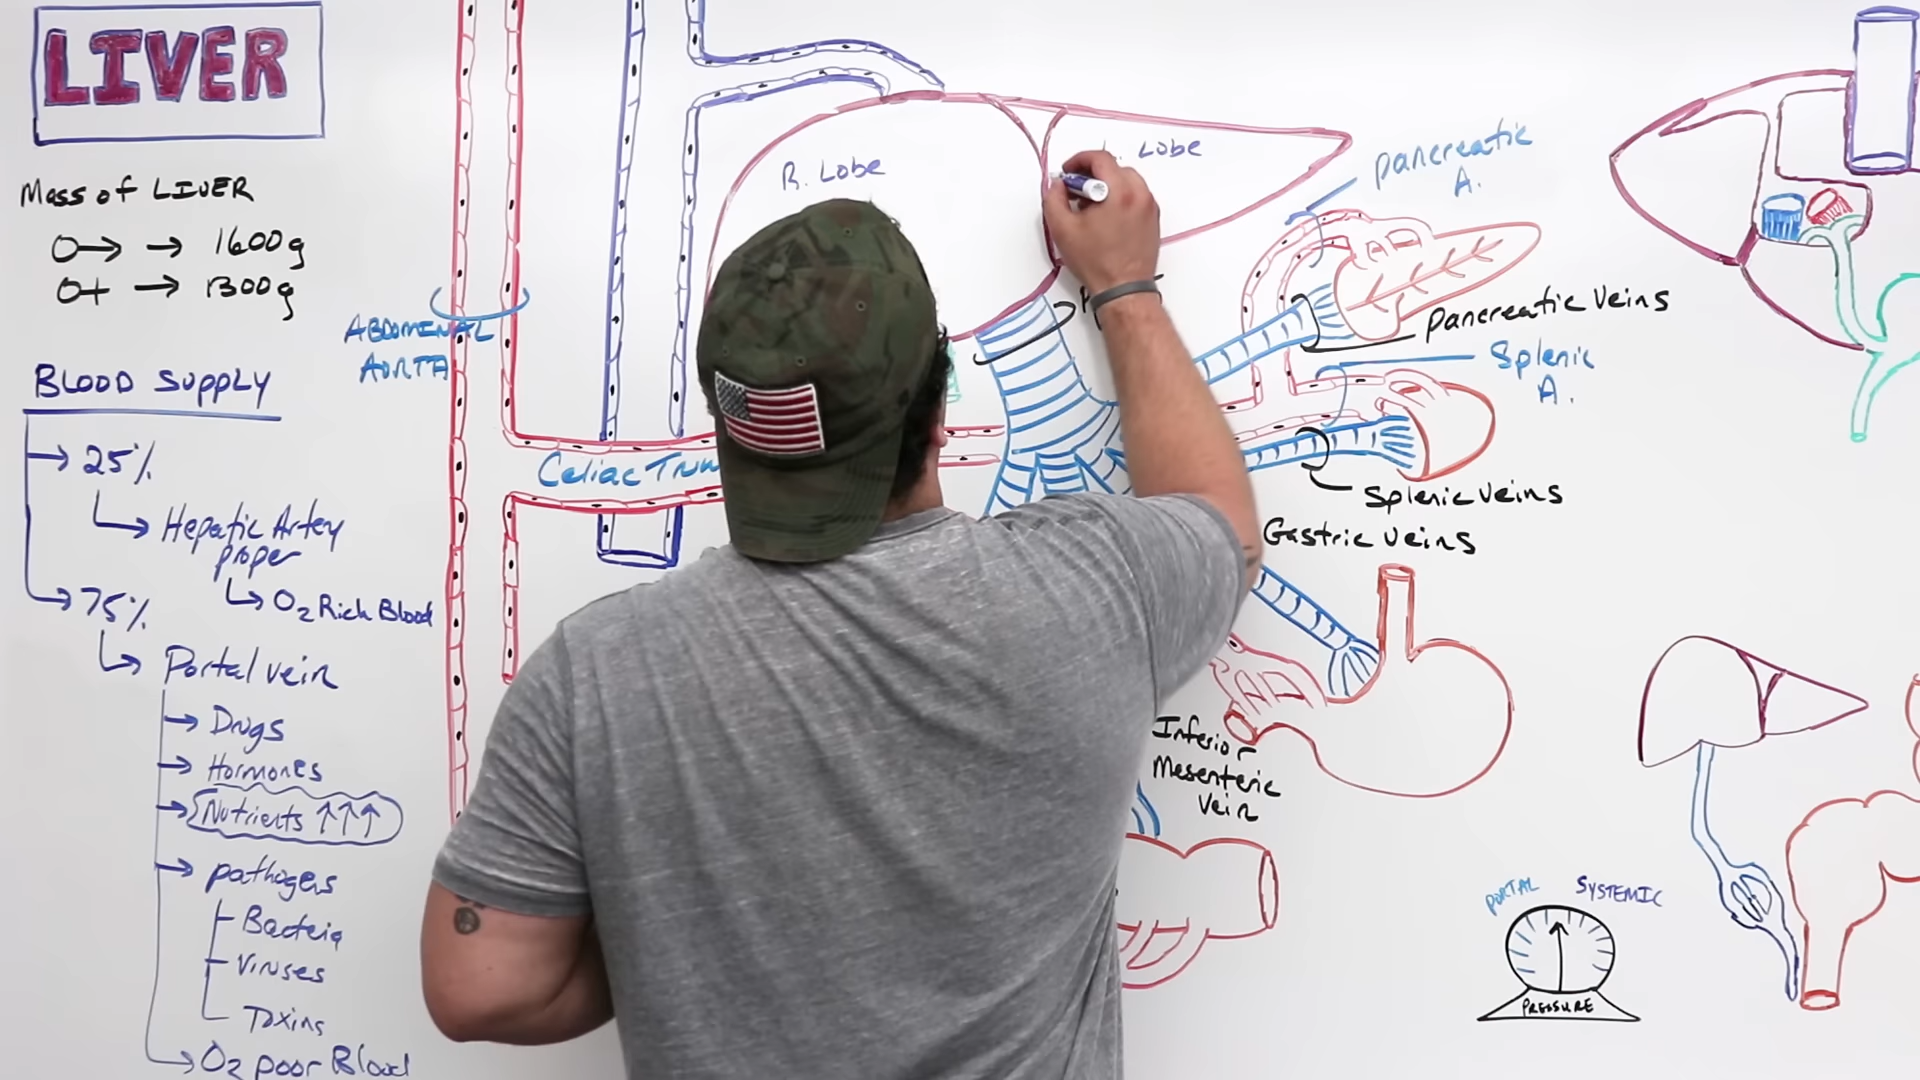 LIVER
Mass of LIVER
→ 1600g
→ 1300g
BLOOD SUPPLY
→ 25%
Hepatic Artey
proper
O2 Rich Blood
→ 75%
Portal vein
→ Drugs
→ Hormones
→ Nutrients ↑↑↑
→ pathogens
Bacteria
Viruses
Toxins
→ O2 poor Blood
ABDOMINAL
AORTA
R. Lobe
Lobe
Celiac
pancreatic
A.
Pancreatic Veins
Splenic
A.
Splenic Veins
Gastric veins
Inferior
Mesenteric
Vein
PORTAL
SYSTEMIC
PRESSURE